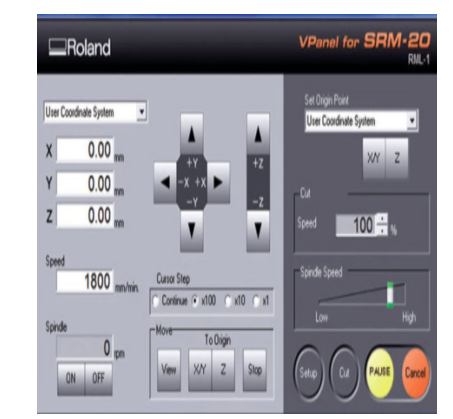 Roland
VPanel for SRM-20
RML-1
User Coordinate System
X 0.00 mm
Y 0.00 mm
Z 0.00 mm
Speed
1800 mm/min.
Spindle
0 rpm
ON OFF
+Y
-X +X
-Y
+Z
-Z
Cursor Step
Continue x100 x10 x1
Move
To Origin
View X/Y Z Stop
Set Origin Point
User Coordinate System
X/Y Z
Cut
Speed 100 %
Spindle Speed
Low High
Setup Cut PAUSE Cancel